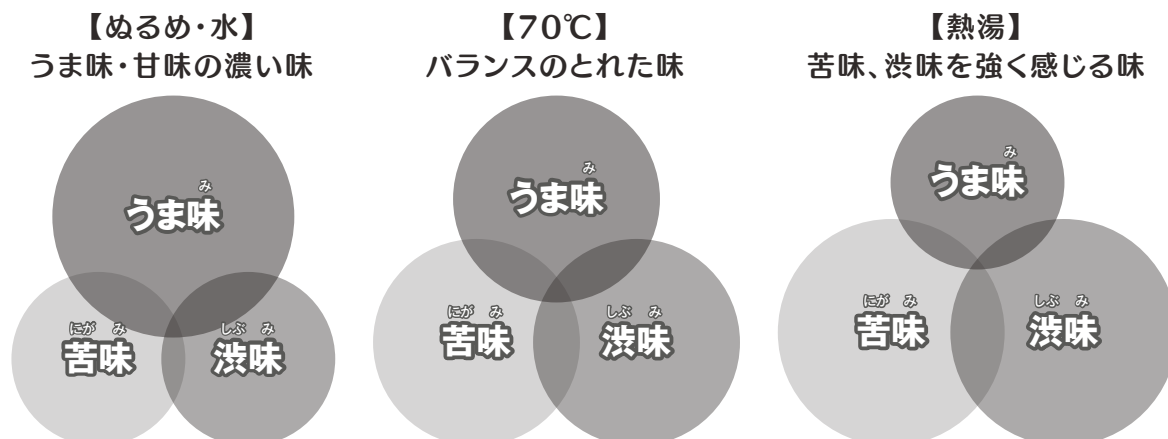 【ぬるめ・水】
うま味・甘味の濃い味
うま味
み
苦味
にが み
渋味
しぶ み
【70℃】
バランスのとれた味
うま味
み
苦味
にが み
渋味
しぶ み
【熱湯】
苦味、渋味を強く感じる味
うま味
み
苦味
にが み
渋味
しぶ み